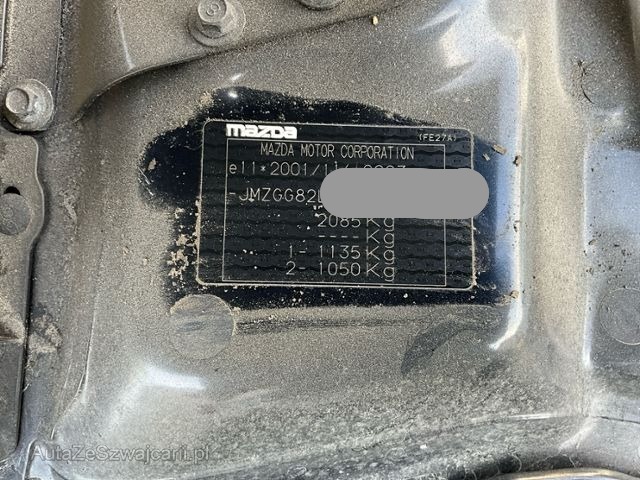 mazda
(FE27A)
MAZDA MOTOR CORPORATION
e11*2001/11
-JMZGG82
2085 Kg
---- Kg
1- 1135 Kg
2- 1050 Kg
AutaZeSzwajcarii.pl